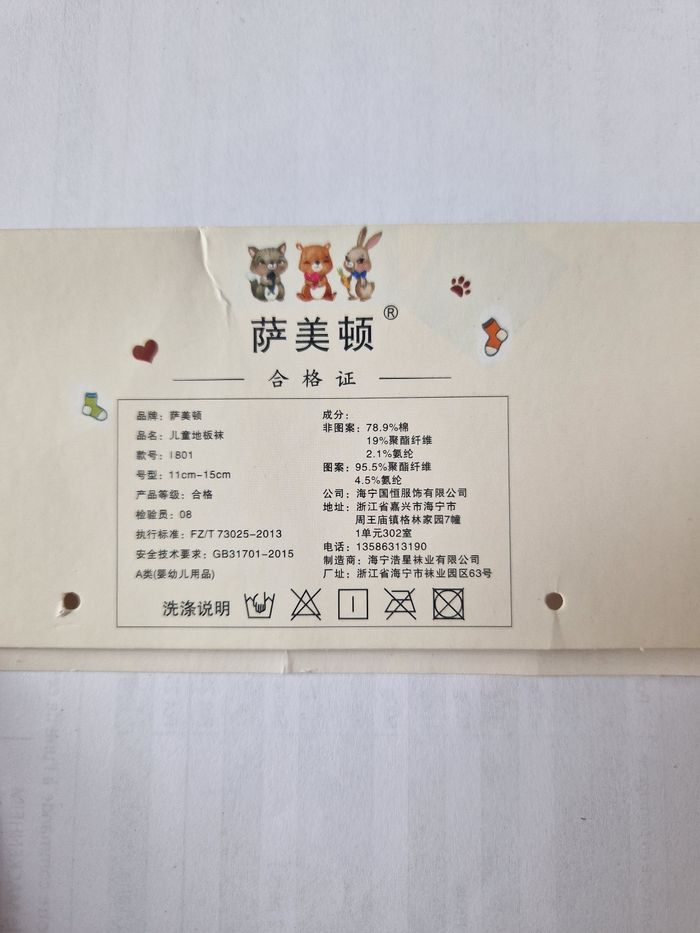 萨美顿®
合格证
品牌：萨美顿
品名：儿童地板袜
款号：I801
号型：11cm-15cm
产品等级：合格
检验员：08
执行标准：FZ/T 73025-2013
安全技术要求：GB31701-2015
A类(婴幼儿用品)
成分：
非图案：78.9%棉
19%聚酯纤维
2.1%氨纶
图案：95.5%聚酯纤维
4.5%氨纶
公司：海宁国恒服饰有限公司
地址：浙江省嘉兴市海宁市
周王庙镇格林家园7幢
1单元302室
电话：13586313190
制造商：海宁浩星袜业有限公司
厂址：浙江省海宁市袜业园区63号
洗涤说明